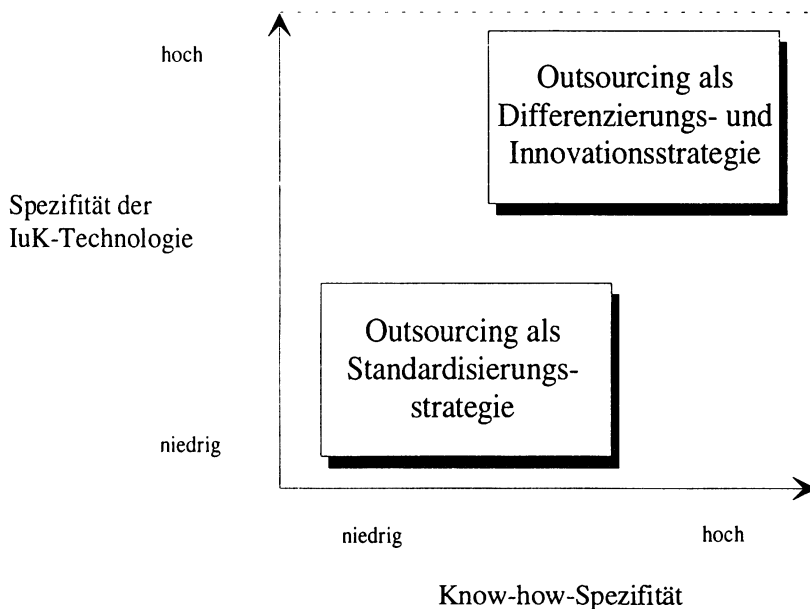 hoch
Outsourcing als
Differenzierungs- und
Innovationsstrategie
Spezifität der
IuK-Technologie
Outsourcing als
Standardisierungs-
strategie
niedrig
niedrig
hoch
Know-how-Spezifität